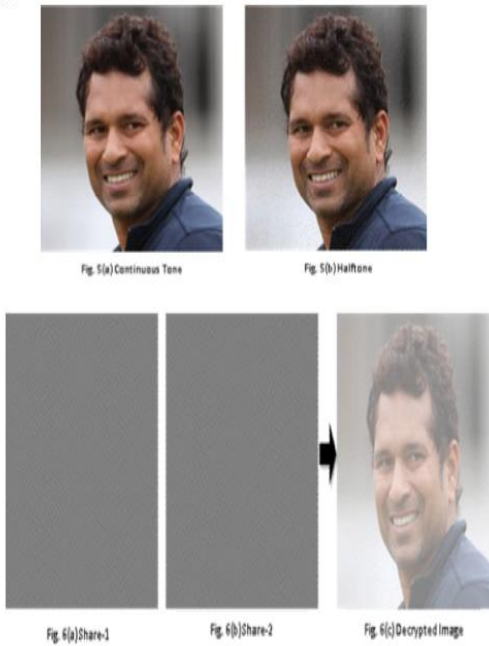 Fig. 5(a) Continuous Tone
Fig. 5(b) Halftone
Fig. 6(a)Share-1
Fig. 6(b)Share-2
Fig. 6(c)Decrypted Image